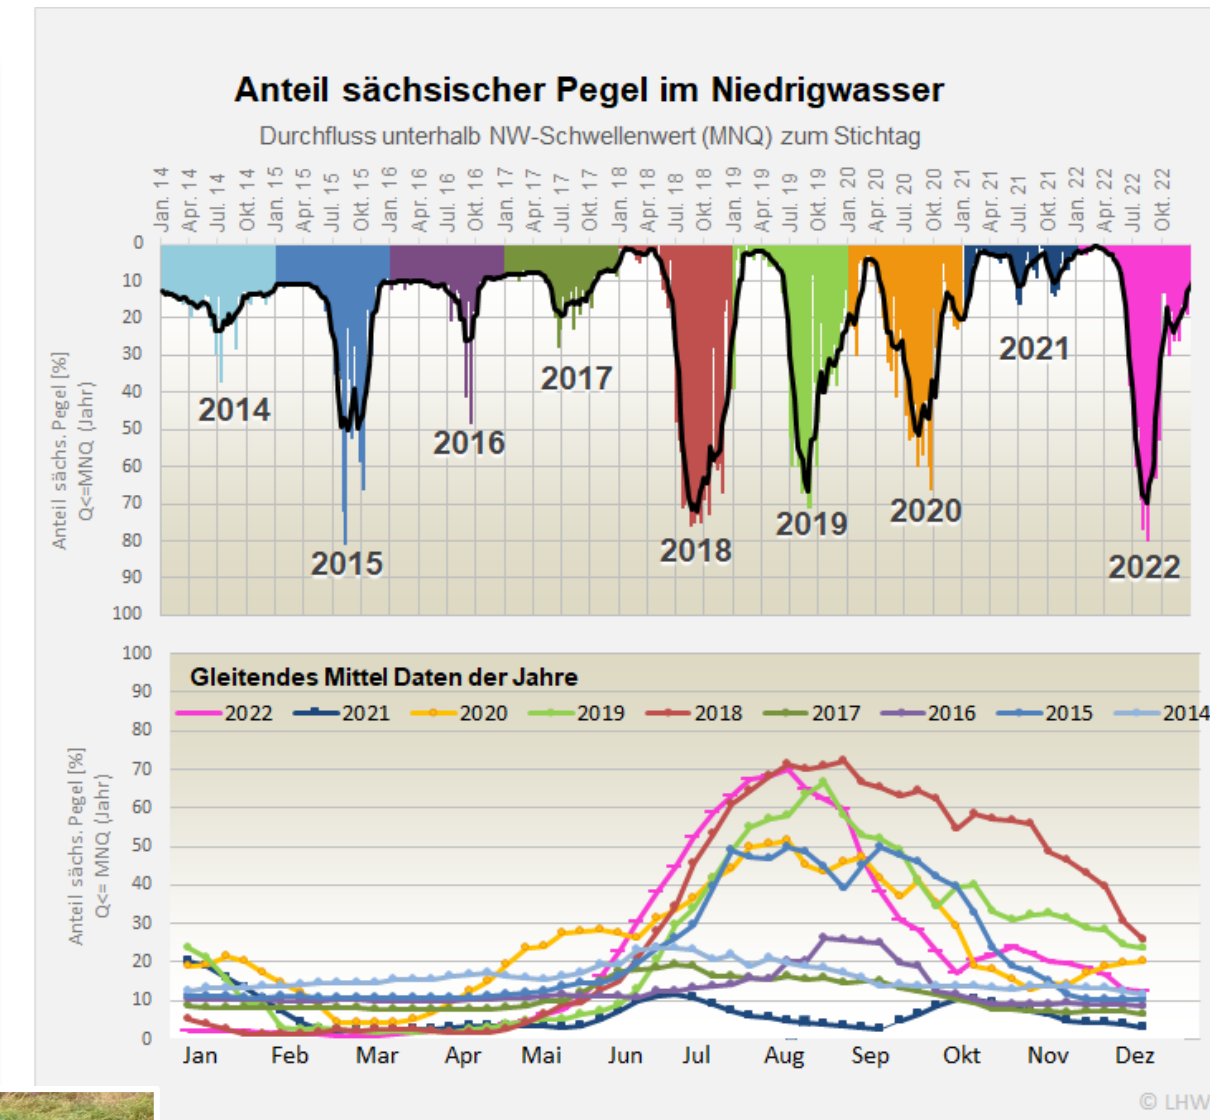 Anteil sächsischer Pegel im Niedrigwasser
Durchfluss unterhalb NW-Schwellenwert (MNQ) zum Stichtag
Jan. 14 Apr. 14 Jul. 14 Okt. 14 Jan. 15 Apr. 15 Jul. 15 Okt. 15 Jan. 16 Apr. 16 Jul. 16 Okt. 16 Jan. 17 Apr. 17 Jul. 17 Okt. 17 Jan. 18 Apr. 18 Jul. 18 Okt. 18 Jan. 19 Apr. 19 Jul. 19 Okt. 19 Jan. 20 Apr. 20 Jul. 20 Okt. 20 Jan. 21 Apr. 21 Jul. 21 Okt. 21 Jan. 22 Apr. 22 Jul. 22 Okt. 22
Anteil sächs. Pegel [%]
Q<=MNQ (Jahr)
0
10
20
30
40
50
60
70
80
90
100
2014
2015
2016
2017
2018
2019
2020
2021
2022
Gleitendes Mittel Daten der Jahre
2022 2021 2020 2019 2018 2017 2016 2015 2014
Anteil sächs. Pegel [%]
Q<= MNQ (Jahr)
100
90
80
70
60
50
40
30
20
10
0
Jan Feb Mar Apr Mai Jun Jul Aug Sep Okt Nov Dez
© LHW